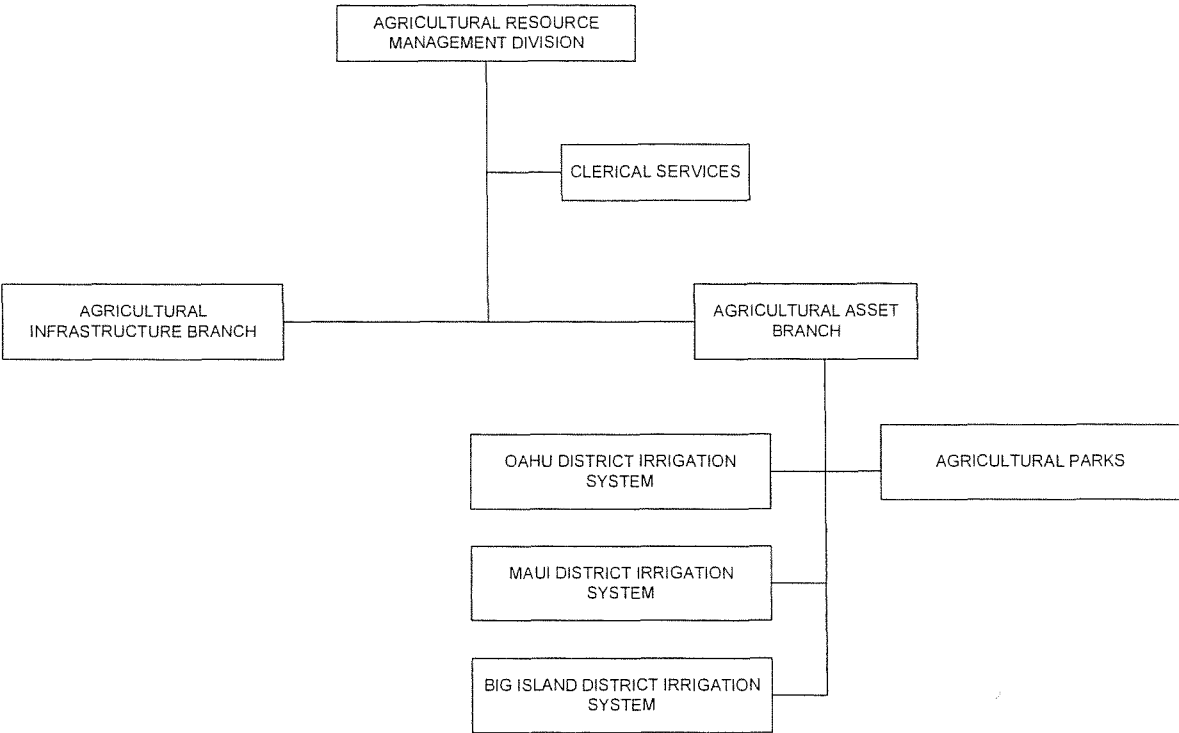 AGRICULTURAL RESOURCE
MANAGEMENT DIVISION
CLERICAL SERVICES
AGRICULTURAL
INFRASTRUCTURE BRANCH
AGRICULTURAL ASSET
BRANCH
OAHU DISTRICT IRRIGATION
SYSTEM
AGRICULTURAL PARKS
MAUI DISTRICT IRRIGATION
SYSTEM
BIG ISLAND DISTRICT IRRIGATION
SYSTEM